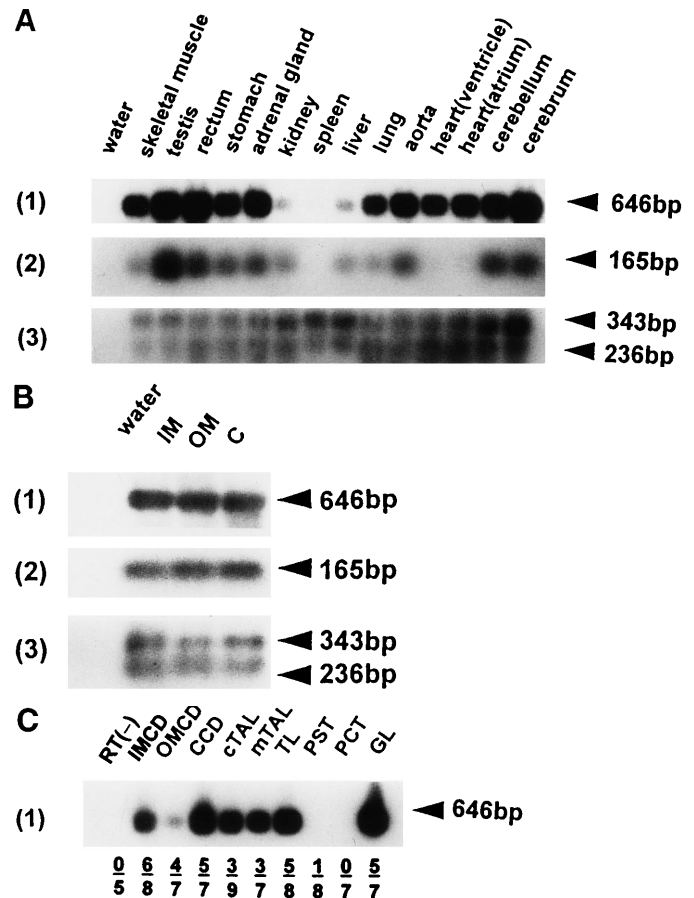 A
water
skeletal muscle
testis
rectum
stomach
adrenal gland
kidney
spleen
liver
lung
aorta
heart(ventricle)
heart(atrium)
cerebellum
cerebrum
(1) 646bp
(2) 165bp
(3) 343bp
236bp
B
water
IM
OM
C
(1) 646bp
(2) 165bp
(3) 343bp
236bp
C
RT(-)
IMCD
OMCD
CCD
cTAL
mTAL
TL
PST
PCT
GL
(1) 646bp
0 6 4 5 3 3 5 1 0 5
5 8 7 7 9 7 8 8 7 7